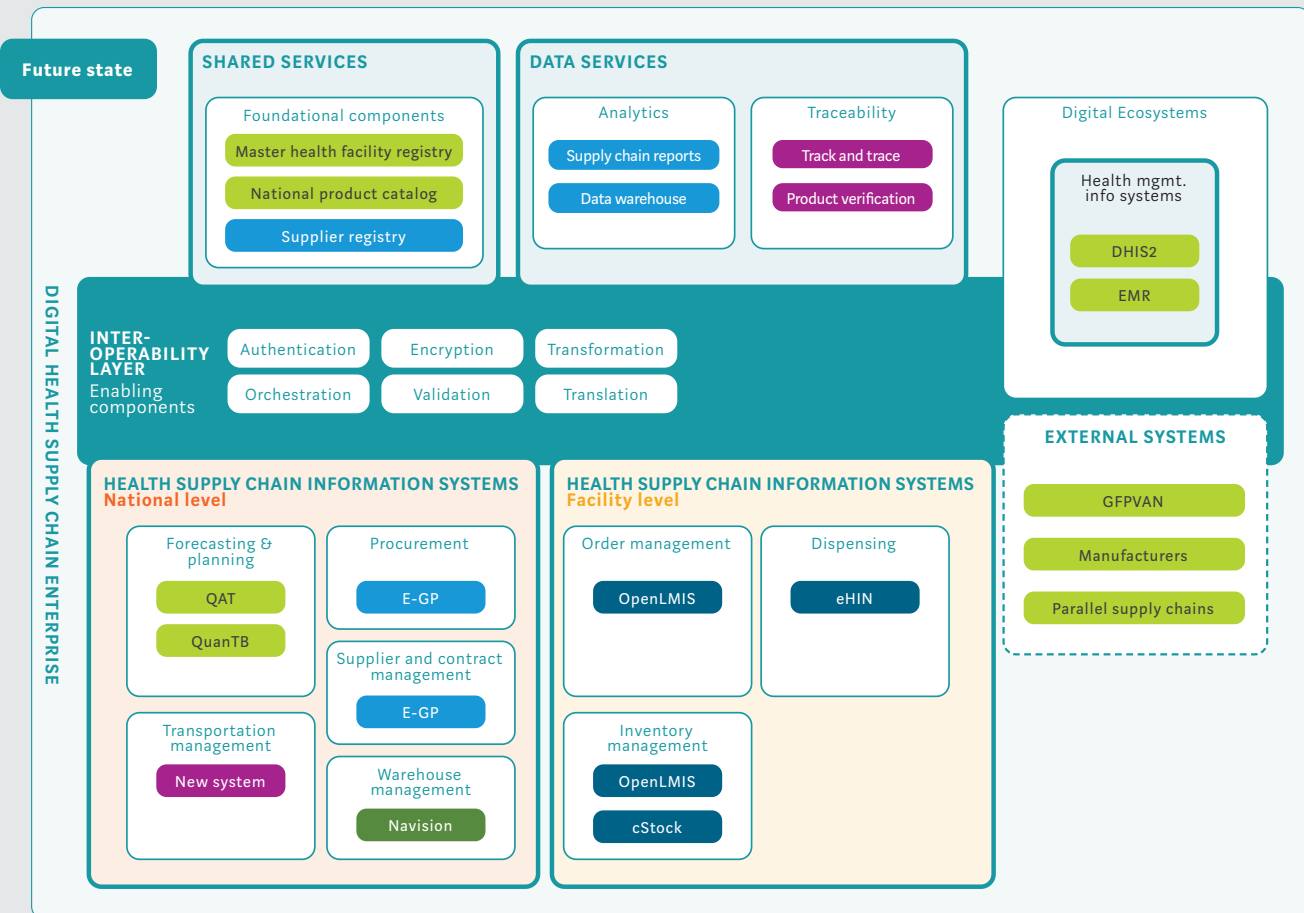 Future state
SHARED SERVICES
Foundational components
Master health facility registry
National product catalog
Supplier registry
DATA SERVICES
Analytics
Supply chain reports
Data warehouse
Traceability
Track and trace
Product verification
Digital Ecosystems
Health mgmt.
info systems
DHIS2
EMR
DIGITAL HEALTH SUPPLY CHAIN ENTERPRISE
INTER-
OPERABILITY
LAYER
Enabling
components
Authentication
Encryption
Transformation
Orchestration
Validation
Translation
HEALTH SUPPLY CHAIN INFORMATION SYSTEMS
National level
Forecasting &
planning
QAT
QuanTB
Procurement
E-GP
Supplier and contract
management
E-GP
Transportation
management
New system
Warehouse
management
Navision
HEALTH SUPPLY CHAIN INFORMATION SYSTEMS
Facility level
Order management
OpenLMIS
Dispensing
eHIN
Inventory
management
OpenLMIS
cStock
EXTERNAL SYSTEMS
GFPVAN
Manufacturers
Parallel supply chains